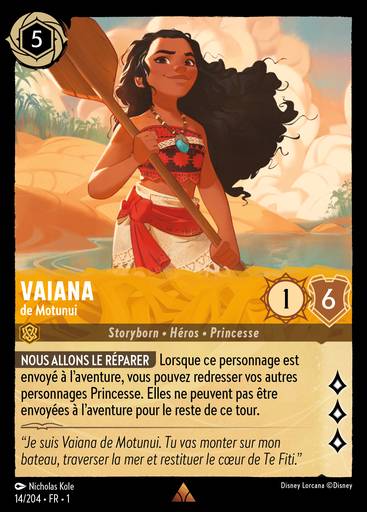 5
VAIANA
de Motunui
1
6
Storyborn • Héros • Princesse
NOUS ALLONS LE RÉPARER Lorsque ce personnage est
envoyé à l'aventure, vous pouvez redresser vos autres
personnages Princesse. Elles ne peuvent pas être
envoyées à l'aventure pour le reste de ce tour.
“Je suis Vaiana de Motunui. Tu vas monter sur mon
bateau, traverser la mer et restituer le cœur de Te Fiti.”
Nicholas Kole
14/204 • FR • 1
Disney Lorcana ©Disney